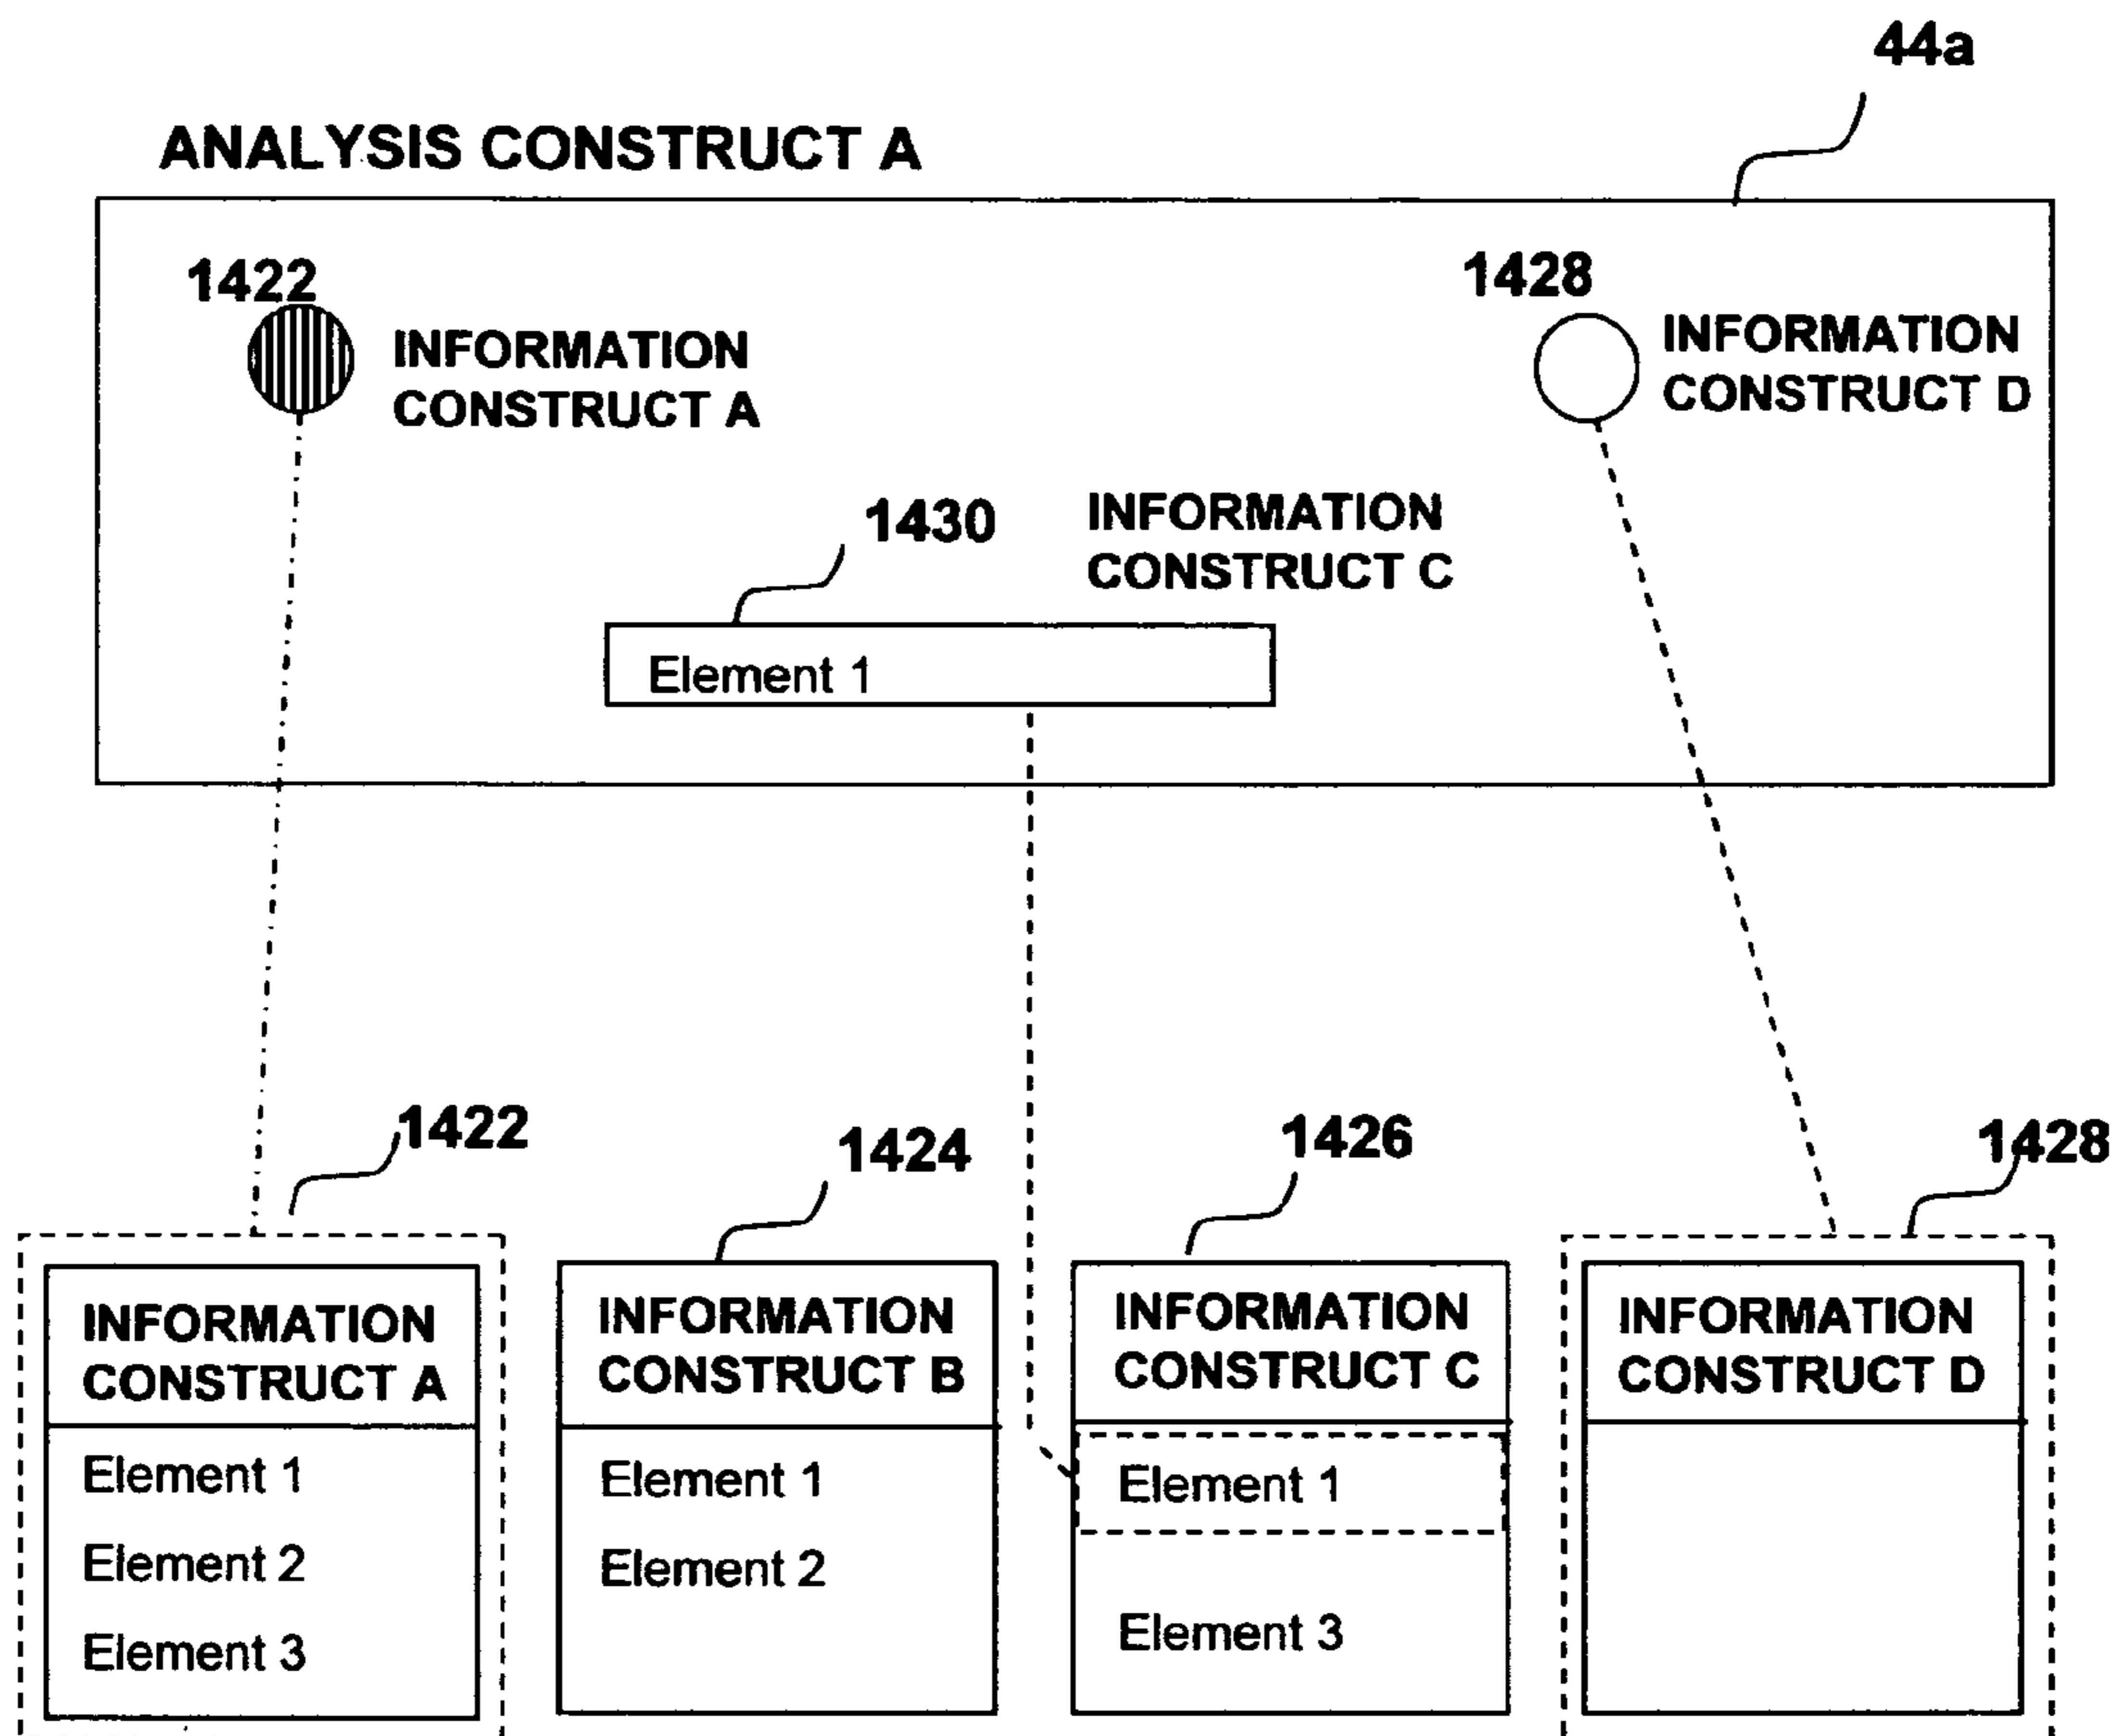 44a
ANALYSIS CONSTRUCT A
1422
INFORMATION
CONSTRUCT A
1428
INFORMATION
CONSTRUCT D
1430
INFORMATION
CONSTRUCT C
Element 1
1422
1424
1426
1428
INFORMATION
CONSTRUCT A
Element 1
Element 2
Element 3
INFORMATION
CONSTRUCT B
Element 1
Element 2
INFORMATION
CONSTRUCT C
Element 1
Element 3
INFORMATION
CONSTRUCT D